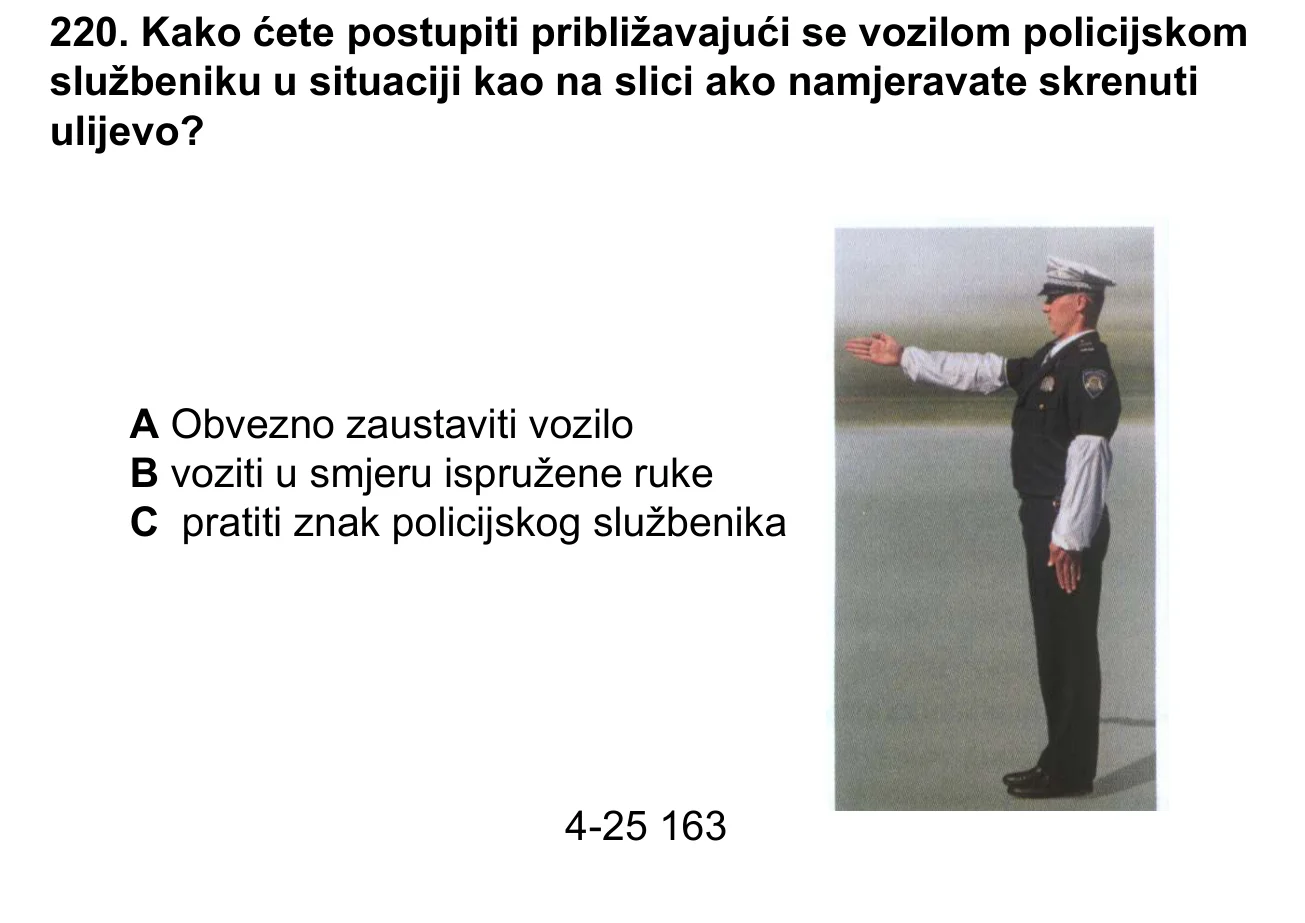 220. Kako ćete postupiti približavajući se vozilom policijskom
službeniku u situaciji kao na slici ako namjeravate skrenuti
ulijevo?
A Obvezno zaustaviti vozilo
B voziti u smjeru ispružene ruke
C pratiti znak policijskog službenika
4-25 163